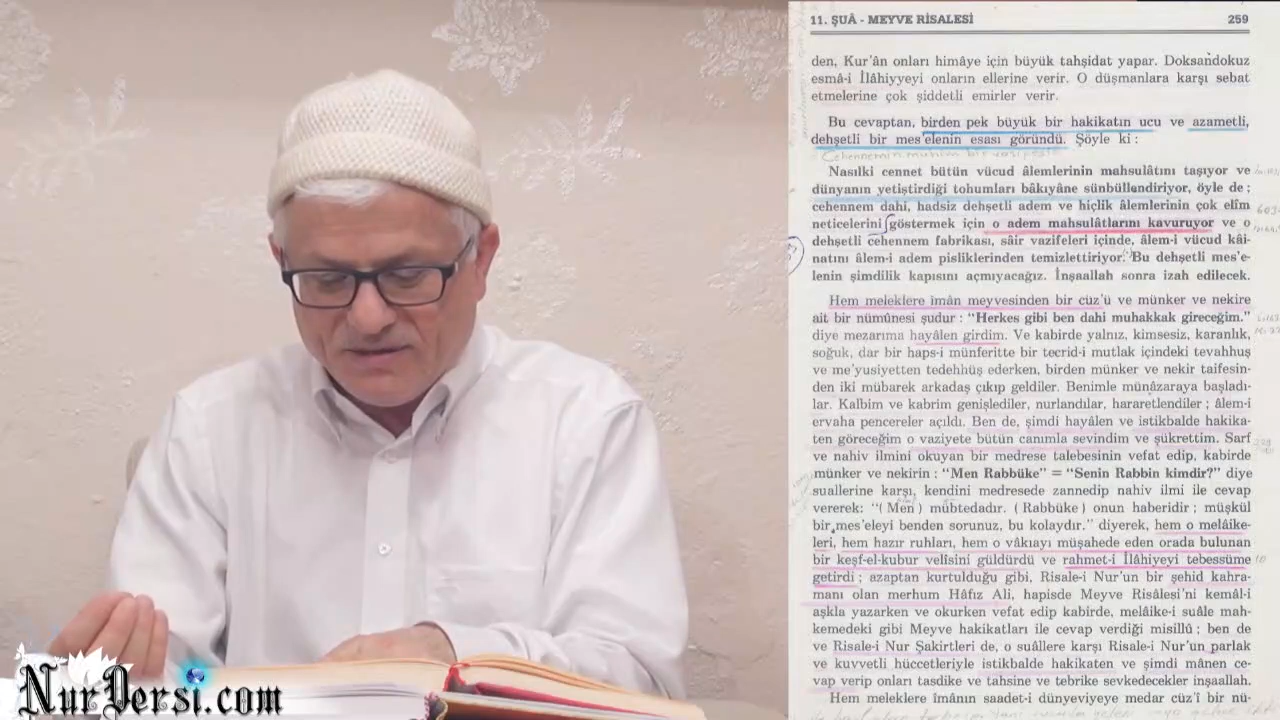 11. ŞUÂ - MEYVE RİSALESİ 259
den, Kur'ân onları himâye için büyük tahşidat yapar. Doksandokuz
esmâ-i İlâhiyyeyi onların ellerine verir. O düşmanlara karşı sebat
etmelerine çok şiddetli emirler verir.
Bu cevaptan, birden pek büyük bir hakikatın ucu ve azametli,
dehşetli bir mes'elenin esası göründü. Şöyle ki :
Cehennemin mühim bir vazifesi
Nasılki cennet bütün vücud âlemlerinin mahsulâtını taşıyor ve
dünyanın yetiştirdiği tohumları bâkıyâne sünbüllendiriyor, öyle de ;
cehennem dahi, hadsiz dehşetli adem ve hiçlik âlemlerinin çok elîm
neticelerini göstermek için o adem mahsulâtlarını kavuruyor ve o
dehşetli cehennem fabrikası, sâir vazifeleri içinde, âlem-i vücud kâi-
natını âlem-i adem pisliklerinden temizlettiriyor. Bu dehşetli mes'e-
lenin şimdilik kapısını açmıyacağız. İnşaallah sonra izah edilecek.
Hem meleklere îmân meyvesinden bir cüz'ü ve münker ve nekire
ait bir nümûnesi şudur : "Herkes gibi ben dahi muhakkak gireceğim."
diye mezarıma hayâlen girdim. Ve kabirde yalnız, kimsesiz, karanlık,
soğuk, dar bir haps-i münferitte bir tecrid-i mutlak içindeki tevahhuş
ve me'yusiyetten tedehhüş ederken, birden münker ve nekir taifesin-
den iki mübarek arkadaş çıkıp geldiler. Benimle münâzaraya başladı-
lar. Kalbim ve kabrim genişlediler, nurlandılar, hararetlendiler ; âlem-i
ervaha pencereler açıldı. Ben de, şimdi hayâlen ve istikbalde hakika-
ten göreceğim o vaziyete bütün canımla sevindim ve şükrettim. Sarf
ve nahiv ilmini okuyan bir medrese talebesinin vefat edip, kabirde
münker ve nekirin : "Men Rabbüke" = "Senin Rabbin kimdir?" diye
suallerine karşı, kendini medresede zannedip nahiv ilmi ile cevap
vererek: "(Men) mübtedadır. (Rabbüke) onun haberidir ; müşkül
bir mes'eleyi benden sorunuz, bu kolaydır." diyerek, hem o melâike-
leri, hem hazır ruhları, hem o vâkıayı müşahede eden orada bulunan
bir keşf-el-kubur velîsini güldürdü ve rahmet-i İlâhiyeyi tebessüme
getirdi ; azaptan kurtulduğu gibi, Risale-i Nur'un bir şehid kahra-
manı olan merhum Hâfız Ali, hapisde Meyve Risâlesi'ni kemâl-i
aşkla yazarken ve okurken vefat edip kabirde, melâike-i suâle mah-
kemedeki gibi Meyve hakikatları ile cevap verdiği misillû ; ben de
ve Risale-i Nur Şakirtleri de, o suâllere karşı Risale-i Nur'un parlak
ve kuvvetli hüccetleriyle istikbalde hakikaten ve şimdi mânen ce-
vap verip onları tasdike ve tahsine ve tebrike sevkedecekler inşaallah.
Hem meleklere îmânın saadet-i dünyeviyeye medar cüz'î bir nü-
NurDersi.com